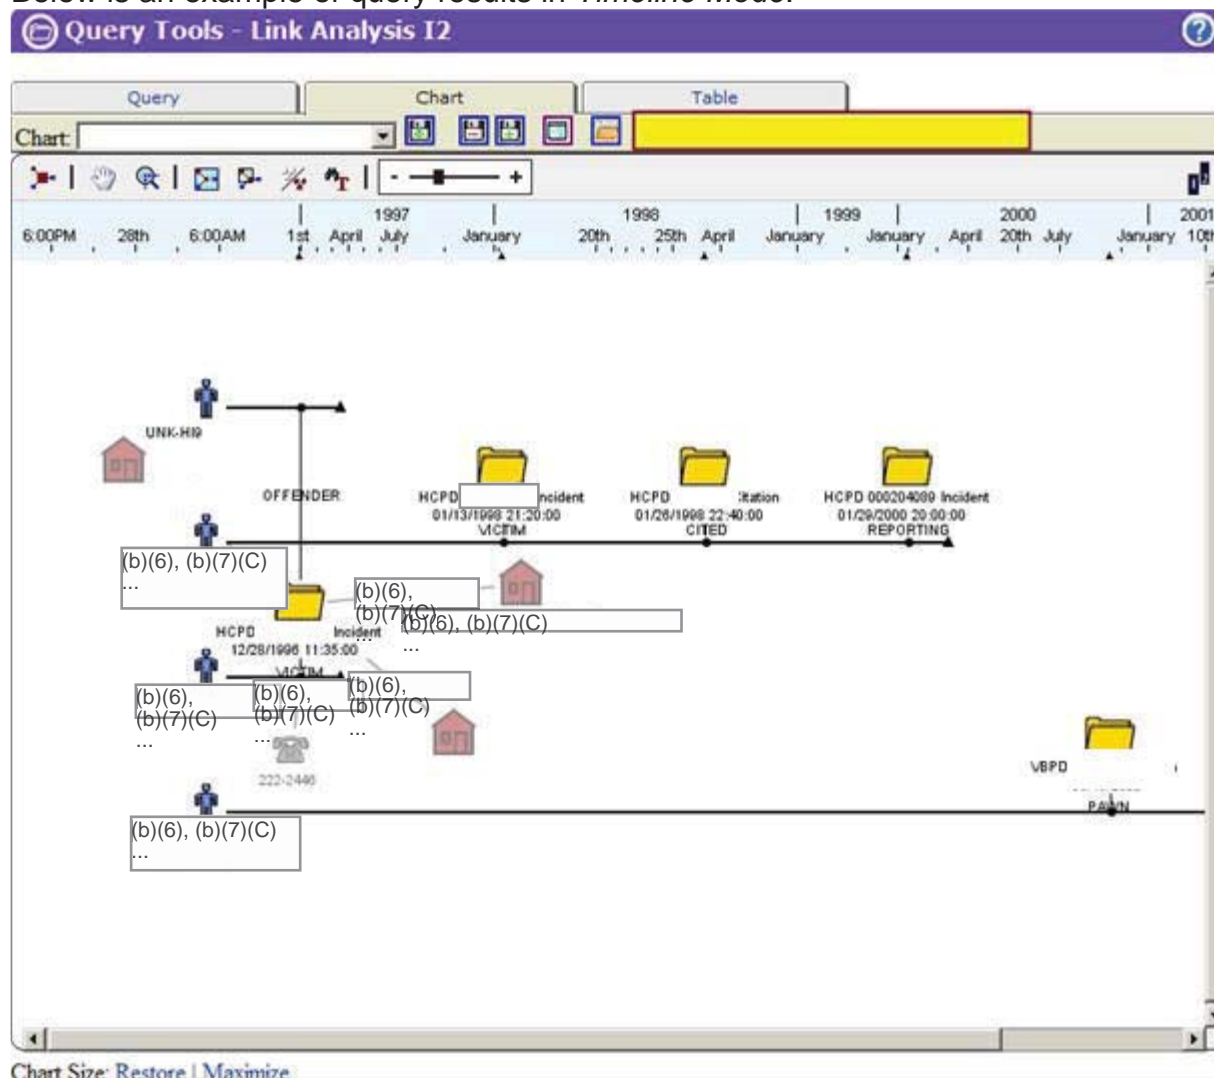 Below is an example of query results in Timeline Mode.
Query Tools - Link Analysis I2
Query Chart Table
Chart:
- +
1997 1998 1999 2000 2001
6:00PM 28th 6:00AM 1st April July January 20th 25th April January January April 20th July January 10th
UNK-HI9
OFFENDER
HCPD ncident
01/13/1998 21:20:00
VICTIM
HCPD itation
01/26/1998 22:40:00
CITED
HCPD 000204089 Incident
01/29/2000 20:00:00
REPORTING
(b)(6), (b)(7)(C)
...
(b)(6),
(b)(7)(C)
...
(b)(6), (b)(7)(C)
...
HCPD Incident
12/28/1996 11:35:00
VICTIM
(b)(6),
(b)(7)(C)
...
(b)(6),
(b)(7)(C)
...
(b)(6),
(b)(7)(C)
...
222-2446
VBPD
PAWN
(b)(6), (b)(7)(C)
...
Chart Size: Restore | Maximize